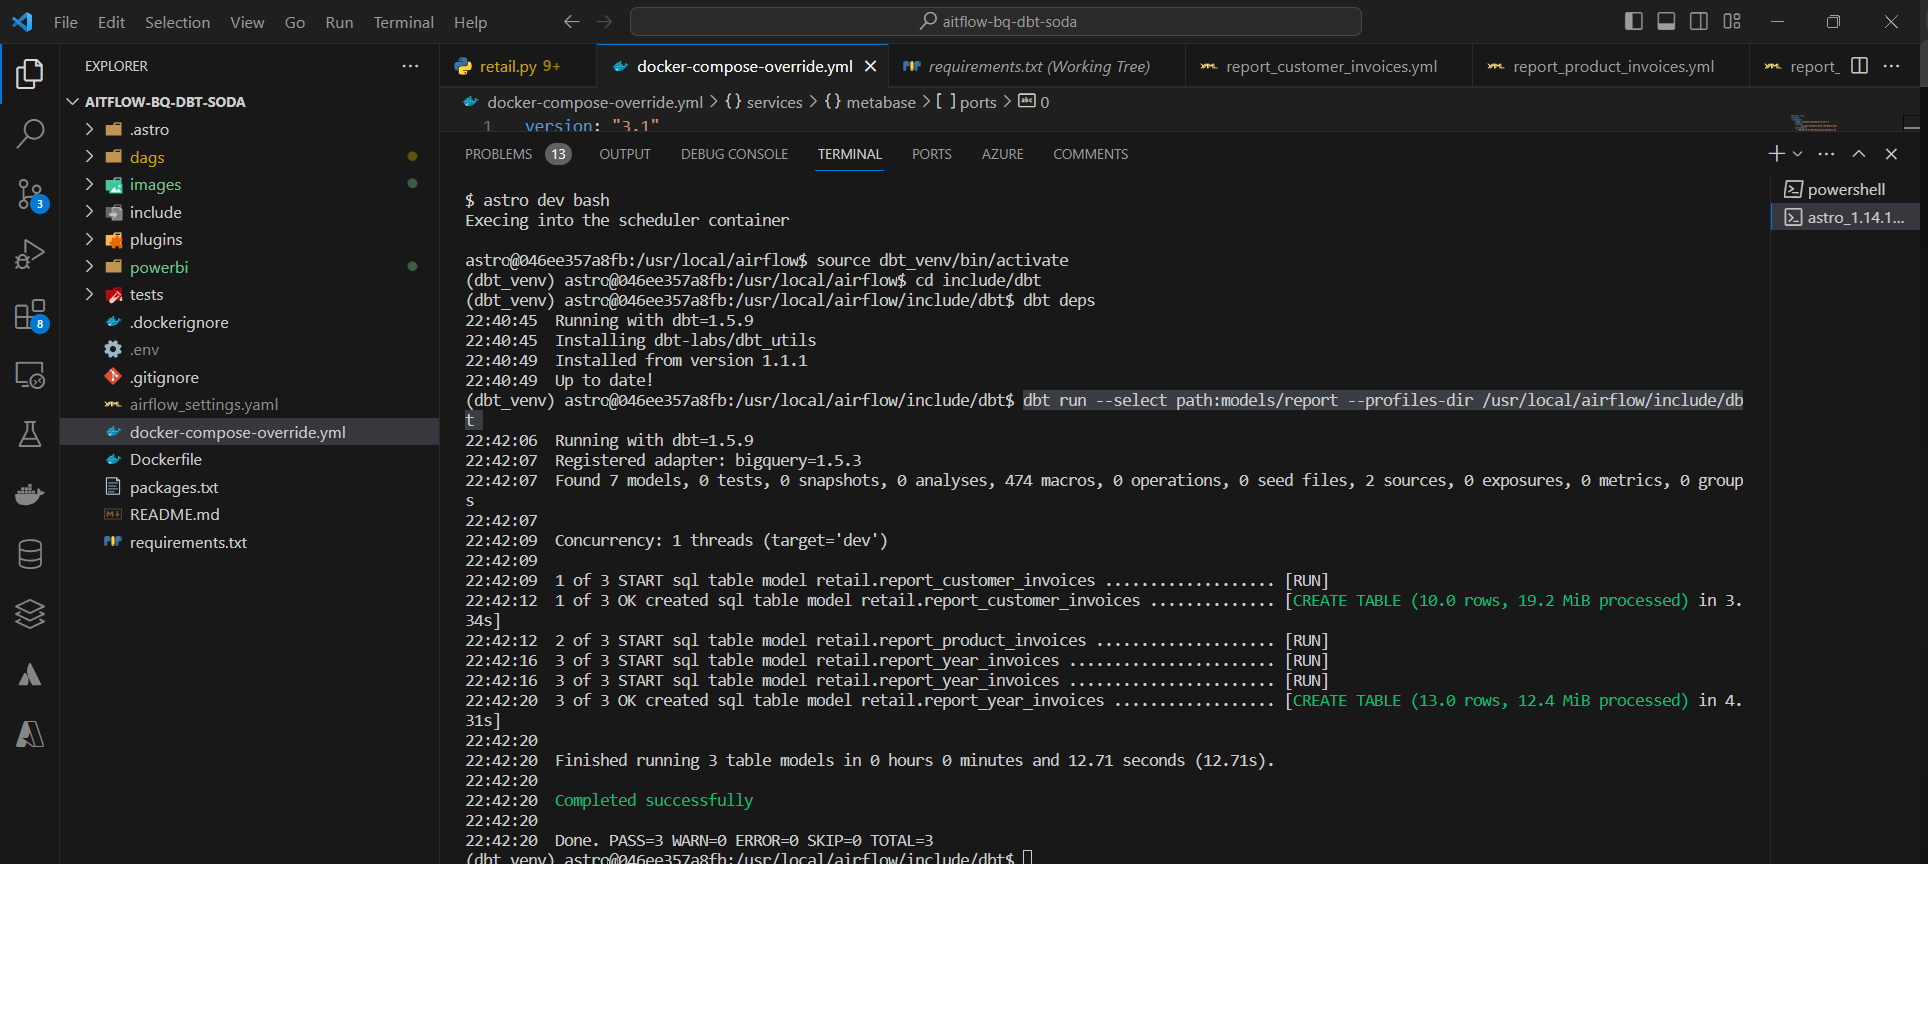 File Edit Selection View Go Run Terminal Help aitflow-bq-dbt-soda
EXPLORER
AITFLOW-BQ-DBT-SODA
.astro
dags
images
include
plugins
powerbi
tests
.dockerignore
.env
.gitignore
airflow_settings.yaml
docker-compose-override.yml
Dockerfile
packages.txt
README.md
requirements.txt
3
8
retail.py 9+ docker-compose-override.yml requirements.txt (Working Tree) report_customer_invoices.yml report_product_invoices.yml report_
docker-compose-override.yml > {} services > {} metabase > [ ] ports > abc 0
1 version: "3.1"
PROBLEMS 13 OUTPUT DEBUG CONSOLE TERMINAL PORTS AZURE COMMENTS
powershell
astro_1.14.1...
$ astro dev bash
Execing into the scheduler container
astro@046ee357a8fb:/usr/local/airflow$ source dbt_venv/bin/activate
(dbt_venv) astro@046ee357a8fb:/usr/local/airflow$ cd include/dbt
(dbt_venv) astro@046ee357a8fb:/usr/local/airflow/include/dbt$ dbt deps
22:40:45 Running with dbt=1.5.9
22:40:45 Installing dbt-labs/dbt_utils
22:40:49 Installed from version 1.1.1
22:40:49 Up to date!
(dbt_venv) astro@046ee357a8fb:/usr/local/airflow/include/dbt$ dbt run --select path:models/report --profiles-dir /usr/local/airflow/include/db
t
22:42:06 Running with dbt=1.5.9
22:42:07 Registered adapter: bigquery=1.5.3
22:42:07 Found 7 models, 0 tests, 0 snapshots, 0 analyses, 474 macros, 0 operations, 0 seed files, 2 sources, 0 exposures, 0 metrics, 0 group
s
22:42:07
22:42:09 Concurrency: 1 threads (target='dev')
22:42:09
22:42:09 1 of 3 START sql table model retail.report_customer_invoices ................... [RUN]
22:42:12 1 of 3 OK created sql table model retail.report_customer_invoices .............. [CREATE TABLE (10.0 rows, 19.2 MiB processed) in 3.
34s]
22:42:12 2 of 3 START sql table model retail.report_product_invoices .................... [RUN]
22:42:16 3 of 3 START sql table model retail.report_year_invoices ....................... [RUN]
22:42:16 3 of 3 START sql table model retail.report_year_invoices ....................... [RUN]
22:42:20 3 of 3 OK created sql table model retail.report_year_invoices .................. [CREATE TABLE (13.0 rows, 12.4 MiB processed) in 4.
31s]
22:42:20
22:42:20 Finished running 3 table models in 0 hours 0 minutes and 12.71 seconds (12.71s).
22:42:20
22:42:20 Completed successfully
22:42:20
22:42:20 Done. PASS=3 WARN=0 ERROR=0 SKIP=0 TOTAL=3
(dbt_venv) astro@046ee357a8fb:/usr/local/airflow/include/dbt$